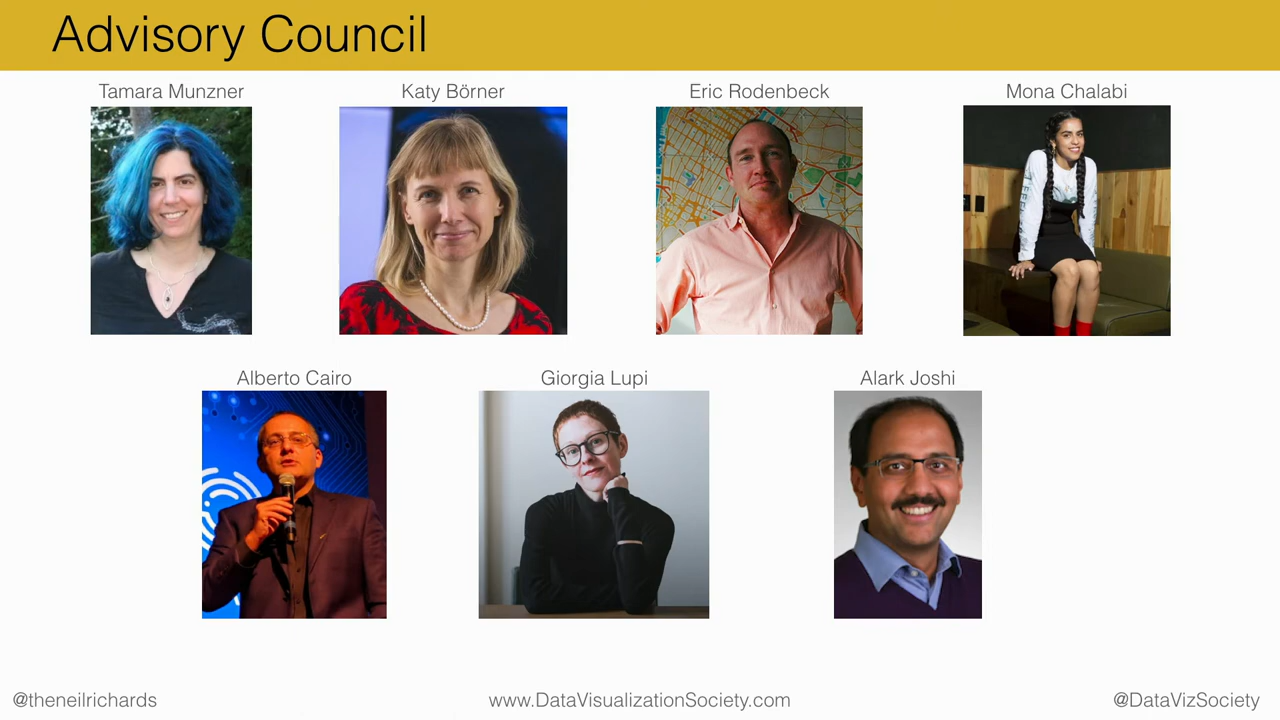 Advisory Council
Tamara Munzner
Katy Börner
Eric Rodenbeck
Mona Chalabi
Alberto Cairo
Giorgia Lupi
Alark Joshi
@theneilrichards
www.DataVisualizationSociety.com
@DataVizSociety